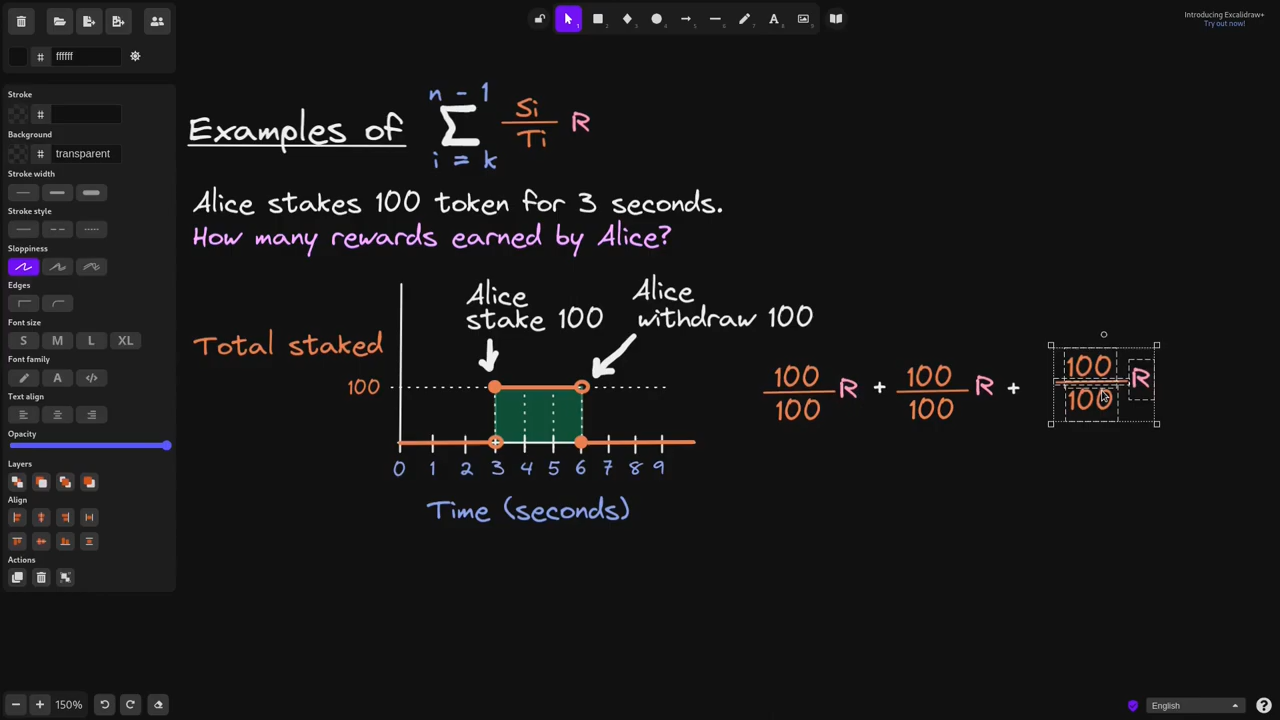 Introducing Excalidraw+
Try out now!
# ffffff
Stroke
#
Background
# transparent
Stroke width
Stroke style
Sloppiness
Edges
Font size
S M L XL
Font family
A </>
Text align
Opacity
Layers
Align
Actions
Examples of
n - 1
Σ
i = k
Si
Ti
R
Alice stakes 100 token for 3 seconds.
How many rewards earned by Alice?
Alice
stake 100
Alice
withdraw 100
Total staked
100
0 1 2 3 4 5 6 7 8 9
Time (seconds)
100
100
R
+
100
100
R
+
100
100
R
150%
English